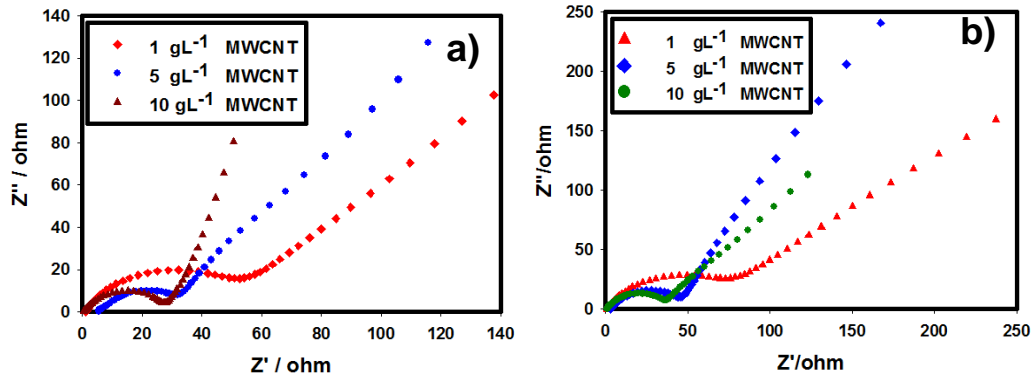 a)
1 gL-1 MWCNT
5 gL-1 MWCNT
10 gL-1 MWCNT
Z'' / ohm
140
120
100
80
60
40
20
0
0 20 40 60 80 100 120 140
Z' / ohm
b)
1 gL-1 MWCNT
5 gL-1 MWCNT
10 gL-1 MWCNT
Z''/ohm
250
200
250
100
50
0
0 50 100 150 200 250
Z'/ohm